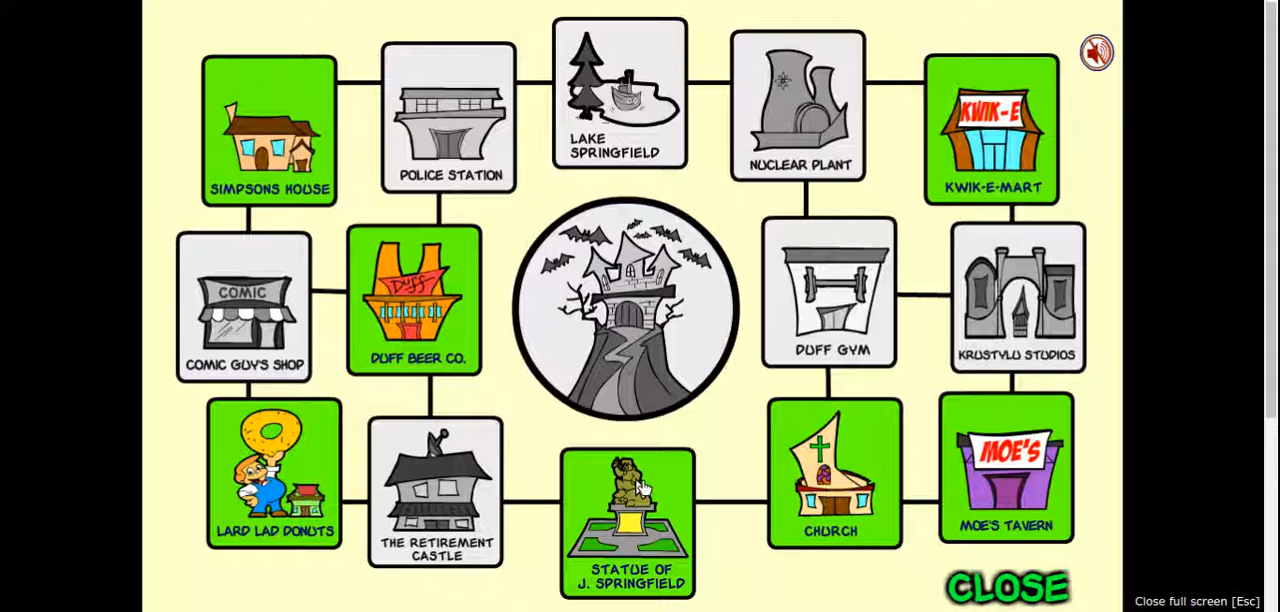 SIMPSONS HOUSE
POLICE STATION
LAKE
SPRINGFIELD
NUCLEAR PLANT
KWIK-E
KWIK-E-MART
COMIC
COMIC GUY'S SHOP
Duff
DUFF BEER CO.
DUFF GYM
KRUSTYLU STUDIOS
LARD LAD DONUTS
THE RETIREMENT
CASTLE
STATUE OF
J. SPRINGFIELD
CHURCH
MOE'S
MOE'S TAVERN
CLOSE
Close full screen [Esc]